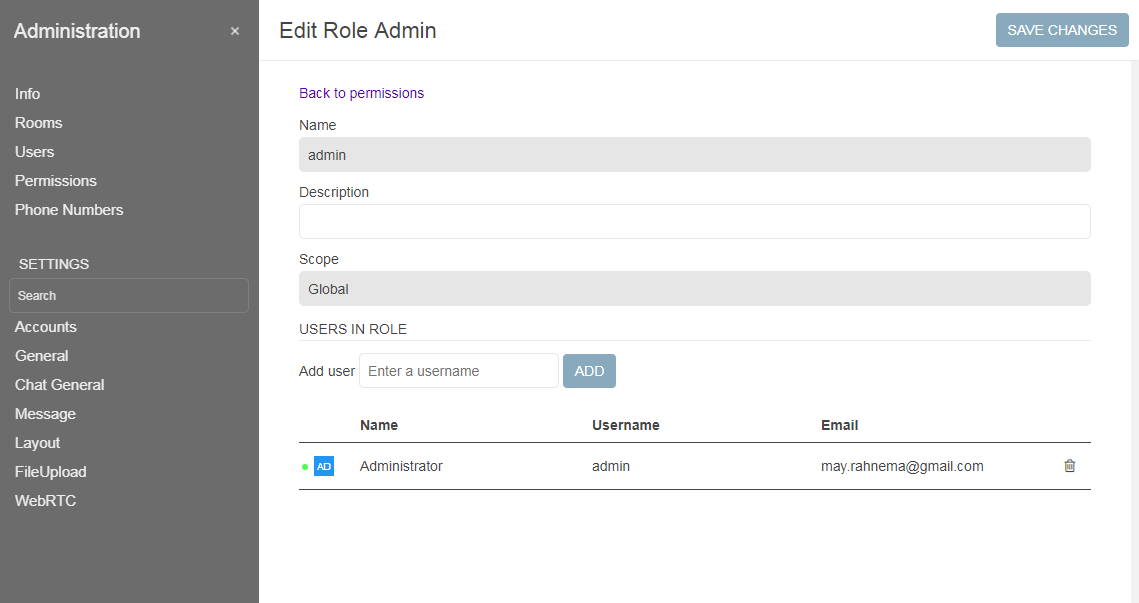 Administration
×
Info
Rooms
Users
Permissions
Phone Numbers
SETTINGS
Search
Accounts
General
Chat General
Message
Layout
FileUpload
WebRTC
Edit Role Admin
SAVE CHANGES
Back to permissions
Name
admin
Description
Scope
Global
USERS IN ROLE
Add user Enter a username ADD
Name Username Email
AD Administrator admin may.rahnema@gmail.com